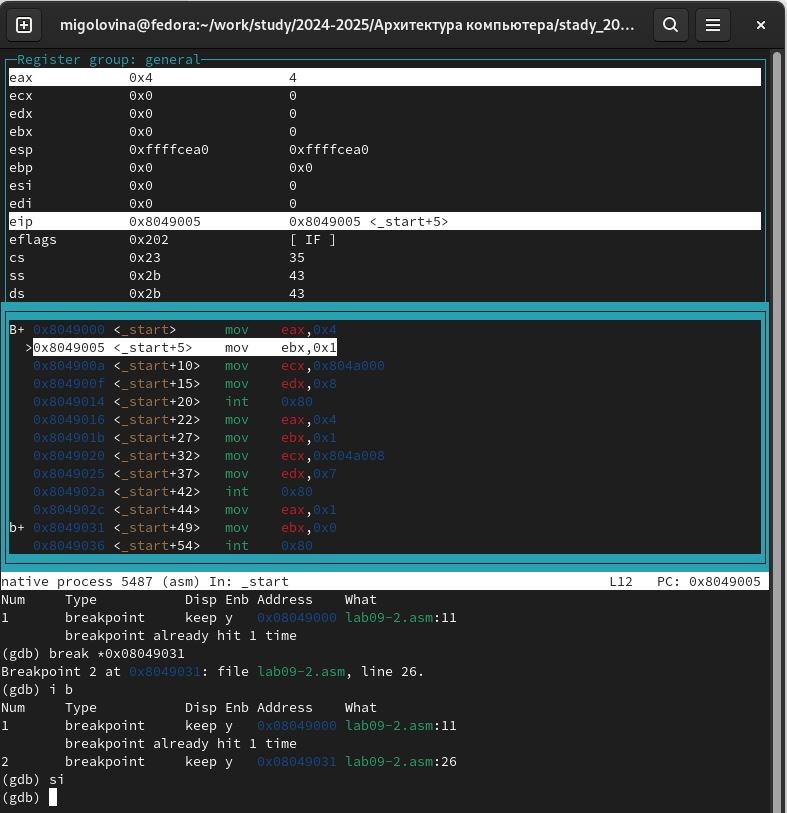 migolovina@fedora:~/work/study/2024-2025/Архитектура компьютера/stady_20...
Register group: general
eax 0x4 4
ecx 0x0 0
edx 0x0 0
ebx 0x0 0
esp 0xffffcea0 0xffffcea0
ebp 0x0 0x0
esi 0x0 0
edi 0x0 0
eip 0x8049005 0x8049005 <_start+5>
eflags 0x202 [ IF ]
cs 0x23 35
ss 0x2b 43
ds 0x2b 43
B+ 0x8049000 <_start> mov eax,0x4
>0x8049005 <_start+5> mov ebx,0x1
0x804900a <_start+10> mov ecx,0x804a000
0x804900f <_start+15> mov edx,0x8
0x8049014 <_start+20> int 0x80
0x8049016 <_start+22> mov eax,0x4
0x804901b <_start+27> mov ebx,0x1
0x8049020 <_start+32> mov ecx,0x804a008
0x8049025 <_start+37> mov edx,0x7
0x804902a <_start+42> int 0x80
0x804902c <_start+44> mov eax,0x1
b+ 0x8049031 <_start+49> mov ebx,0x0
0x8049036 <_start+54> int 0x80
native process 5487 (asm) In: _start L12 PC: 0x8049005
Num Type Disp Enb Address What
1 breakpoint keep y 0x08049000 lab09-2.asm:11
breakpoint already hit 1 time
(gdb) break *0x08049031
Breakpoint 2 at 0x8049031: file lab09-2.asm, line 26.
(gdb) i b
Num Type Disp Enb Address What
1 breakpoint keep y 0x08049000 lab09-2.asm:11
breakpoint already hit 1 time
2 breakpoint keep y 0x08049031 lab09-2.asm:26
(gdb) si
(gdb)